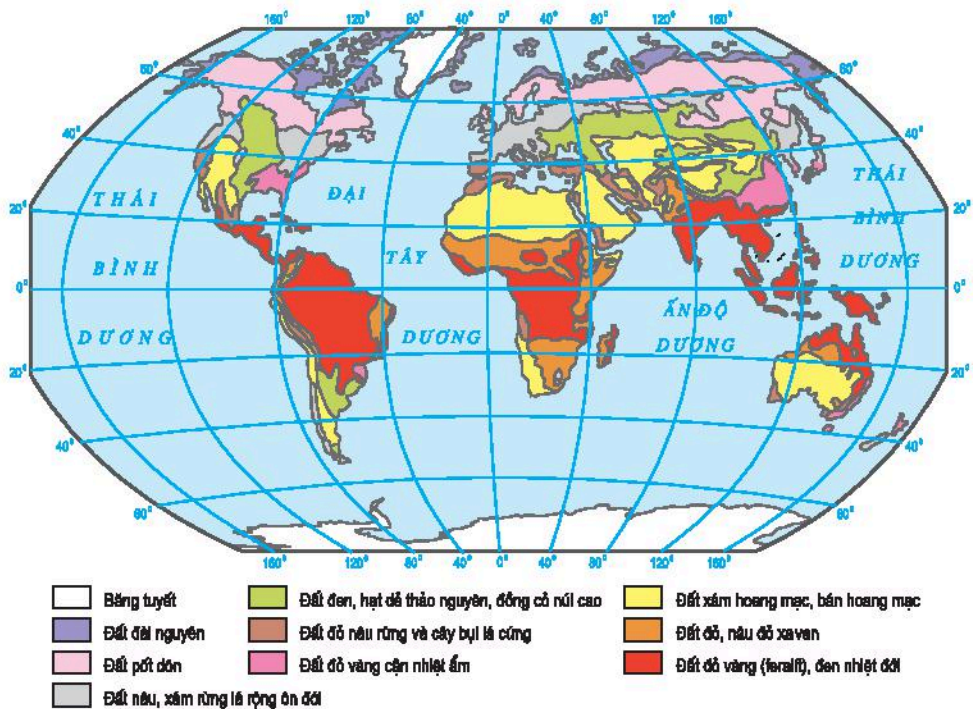 160° 120° 80° 40° 0° 40° 80° 120° 160°
60° 60°
40° 40°
THÁI ĐẠI THÁI
20° 20°
BÌNH
BÌNH TÂY DƯƠNG
0° 0°
ẤN ĐỘ
DƯƠNG DƯƠNG DƯƠNG
20° 20°
40° 40°
60° 60°
160° 120° 80° 40° 0° 40° 80° 120° 160°
Băng tuyết
Đất đài nguyên
Đất pốt dôn
Đất nâu, xám rừng lá rộng ôn đới
Đất đen, hạt dẻ thảo nguyên, đồng cỏ núi cao
Đất đỏ nâu rừng và cây bụi lá cứng
Đất đỏ vàng cận nhiệt ẩm
Đất xám hoang mạc, bán hoang mạc
Đất đỏ, nâu đỏ xavan
Đất đỏ vàng (feralit), đen nhiệt đới